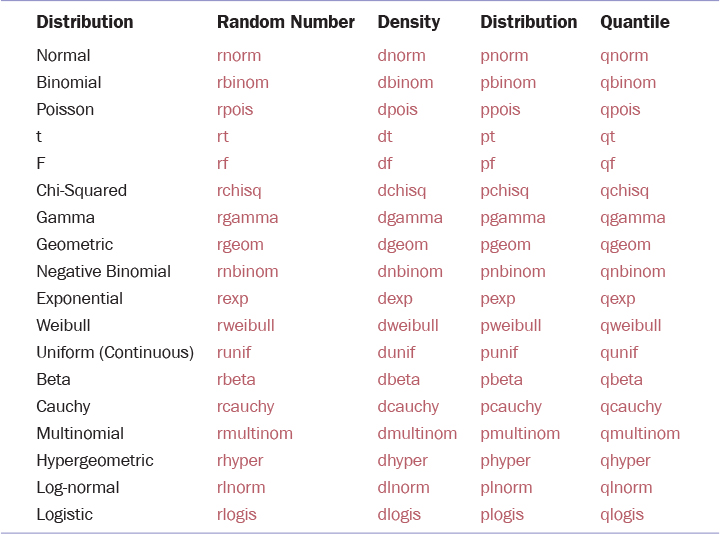 Distribution Random Number Density Distribution Quantile
Normal rnorm dnorm pnorm qnorm
Binomial rbinom dbinom pbinom qbinom
Poisson rpois dpois ppois qpois
t rt dt pt qt
F rf df pf qf
Chi-Squared rchisq dchisq pchisq qchisq
Gamma rgamma dgamma pgamma qgamma
Geometric rgeom dgeom pgeom qgeom
Negative Binomial rnbinom dnbinom pnbinom qnbinom
Exponential rexp dexp pexp qexp
Weibull rweibull dweibull pweibull qweibull
Uniform (Continuous) runif dunif punif qunif
Beta rbeta dbeta pbeta qbeta
Cauchy rcauchy dcauchy pcauchy qcauchy
Multinomial rmultinom dmultinom pmultinom qmultinom
Hypergeometric rhyper dhyper phyper qhyper
Log-normal rlnorm dlnorm plnorm qlnorm
Logistic rlogis dlogis plogis qlogis